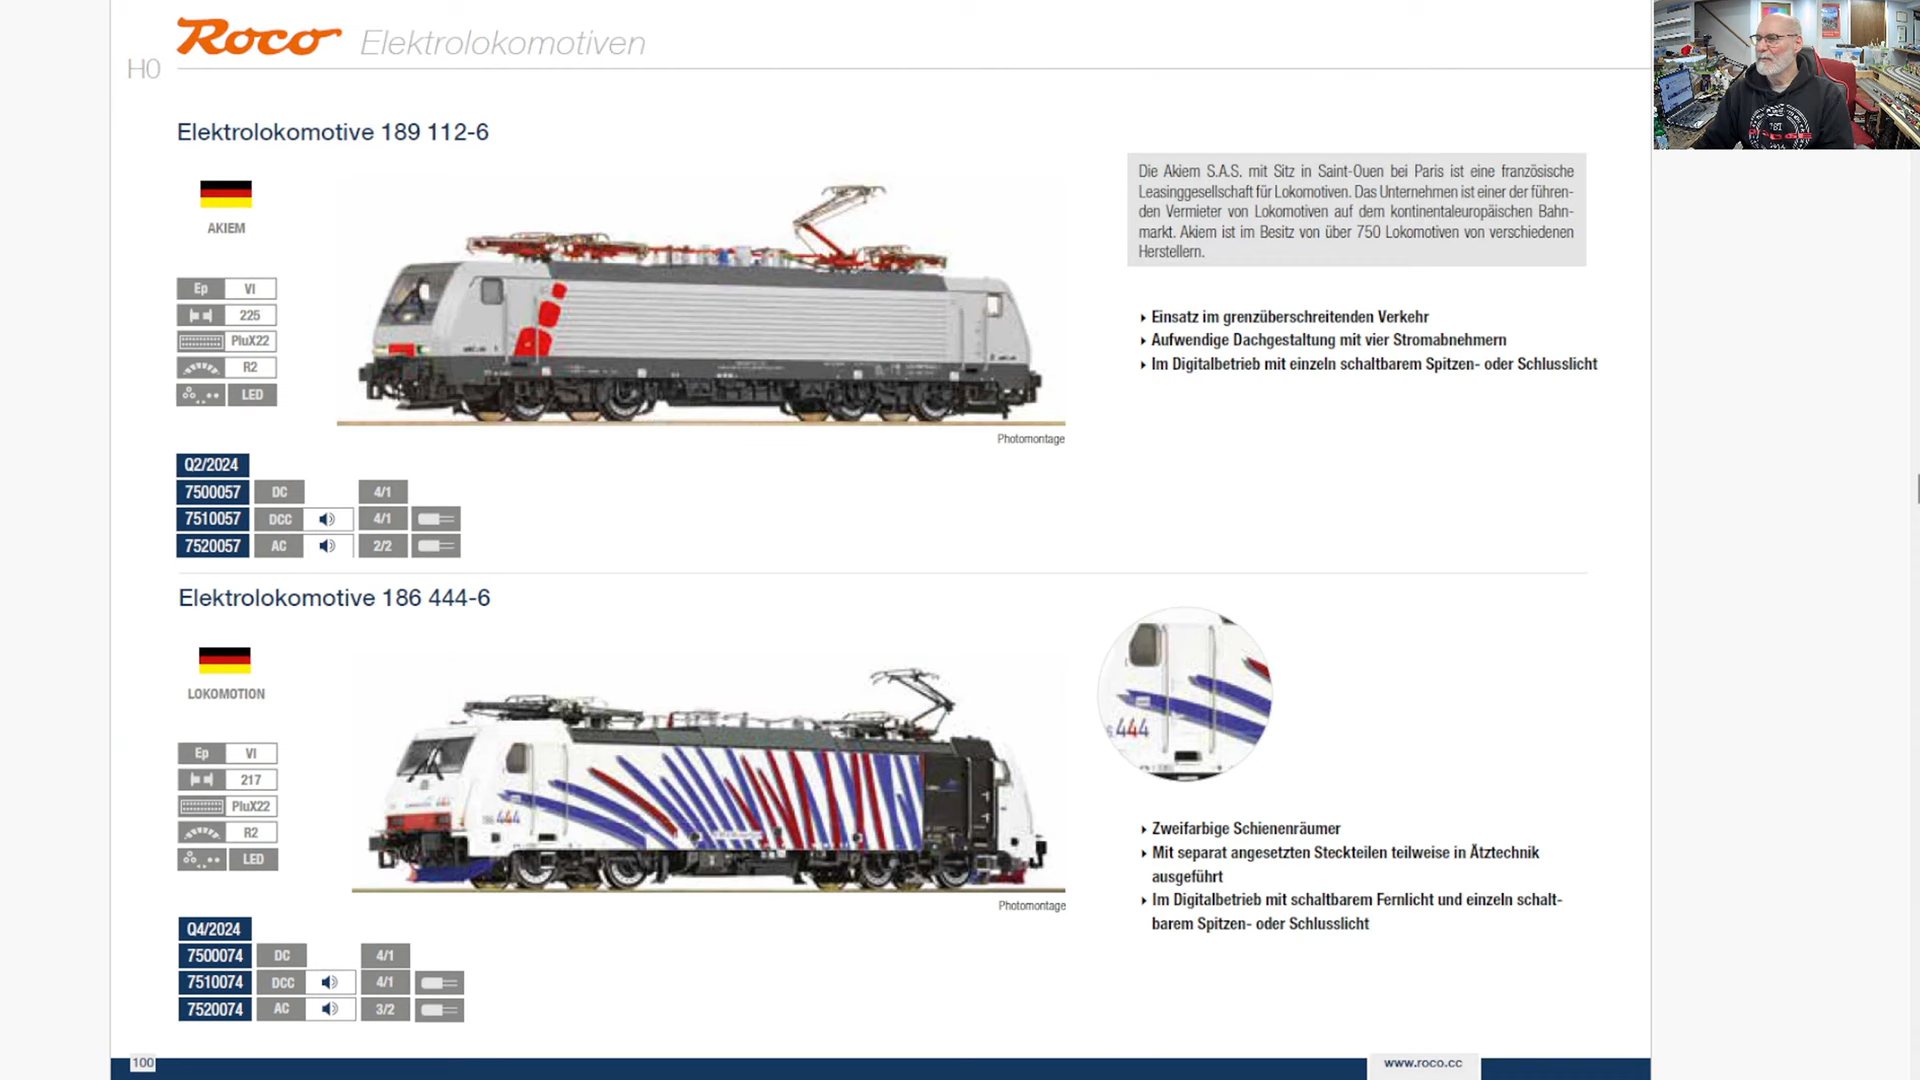 Roco Elektrolokomotiven
H0
Elektrolokomotive 189 112-6
AKIEM
Ep VI
225
PluX22
R2
LED
Photomontage
Die Akiem S.A.S. mit Sitz in Saint-Ouen bei Paris ist eine französische
Leasinggesellschaft für Lokomotiven. Das Unternehmen ist einer der führen-
den Vermieter von Lokomotiven auf dem kontinentaleuropäischen Bahn-
markt. Akiem ist im Besitz von über 750 Lokomotiven von verschiedenen
Herstellern.
Einsatz im grenzüberschreitenden Verkehr
Aufwendige Dachgestaltung mit vier Stromabnehmern
Im Digitalbetrieb mit einzeln schaltbarem Spitzen- oder Schlusslicht
Q2/2024
7500057 DC 4/1
7510057 DCC 4/1
7520057 AC 2/2
Elektrolokomotive 186 444-6
LOKOMOTION
Ep VI
217
PluX22
R2
LED
444
Photomontage
444
Zweifarbige Schienenräumer
Mit separat angesetzten Steckteilen teilweise in Ätztechnik
ausgeführt
Im Digitalbetrieb mit schaltbarem Fernlicht und einzeln schalt-
barem Spitzen- oder Schlusslicht
Q4/2024
7500074 DC 4/1
7510074 DCC 4/1
7520074 AC 3/2
100
www.roco.cc